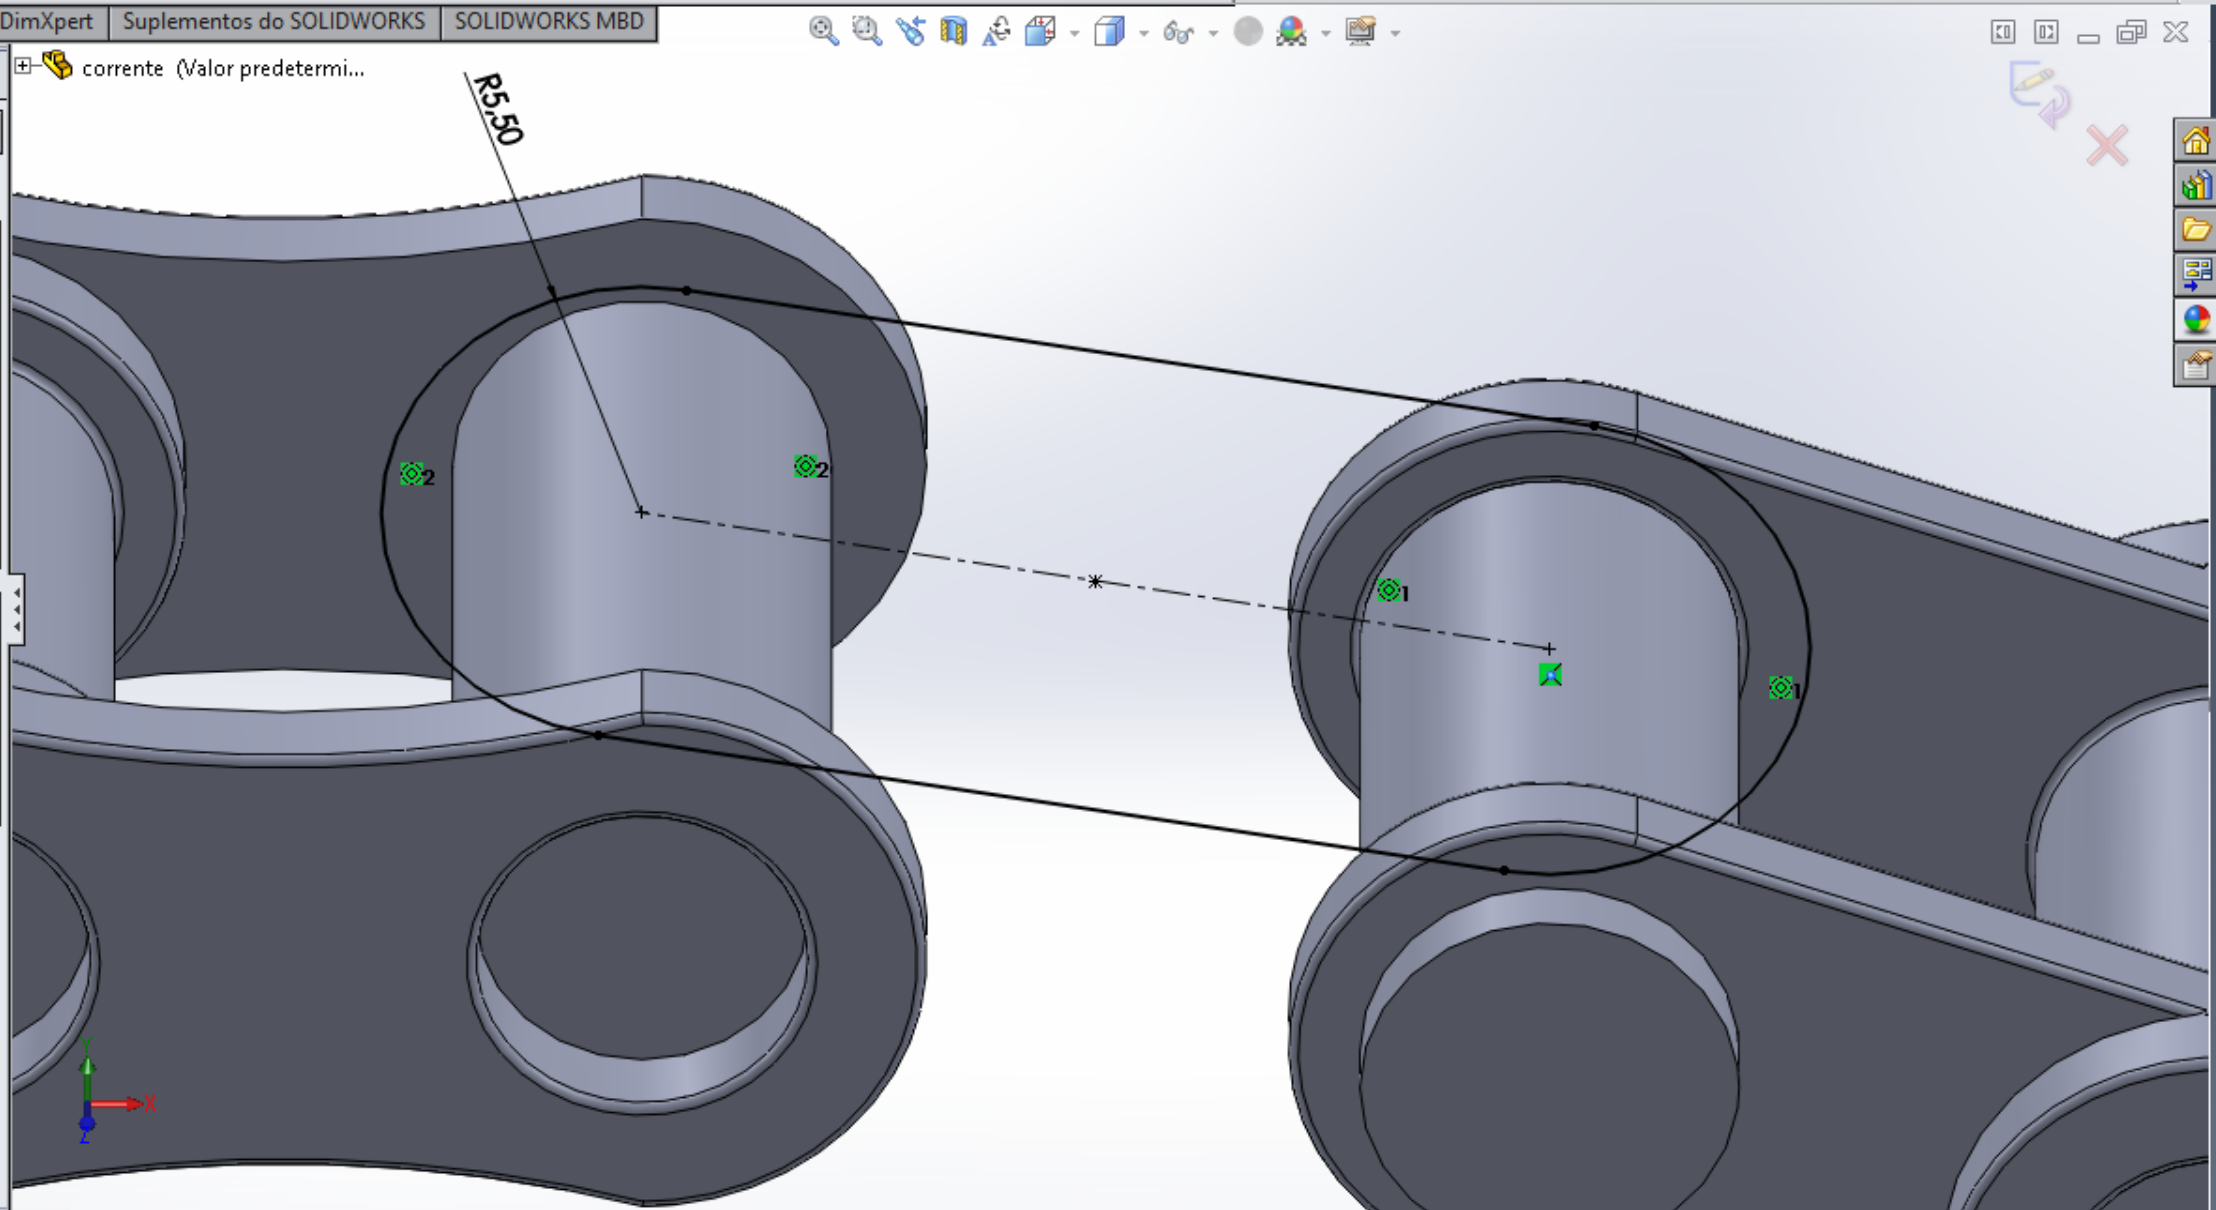 DimXpert
Suplementos do SOLIDWORKS
SOLIDWORKS MBD
corrente (Valor predetermi...
R5,50
2
2
1
1
Y
X
Z